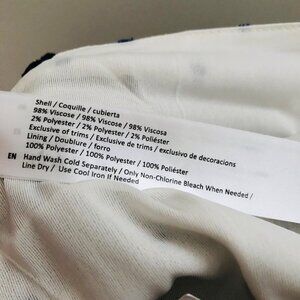 Shell / Coquille / cubierta
98% Viscose / 98% Viscose / 98% Viscosa
2% Polyester / 2% Polyester / 2% Poliéster
Exclusive of trims / Exclusive de trims / exclusivo de decoracions
Lining / Doublure / forro
100% Polyester / 100% Polyester / 100% Poliéster
EN Hand Wash Cold Separately / Only Non-Chlorine Bleach When Needed /
Line Dry / Use Cool Iron If Needed